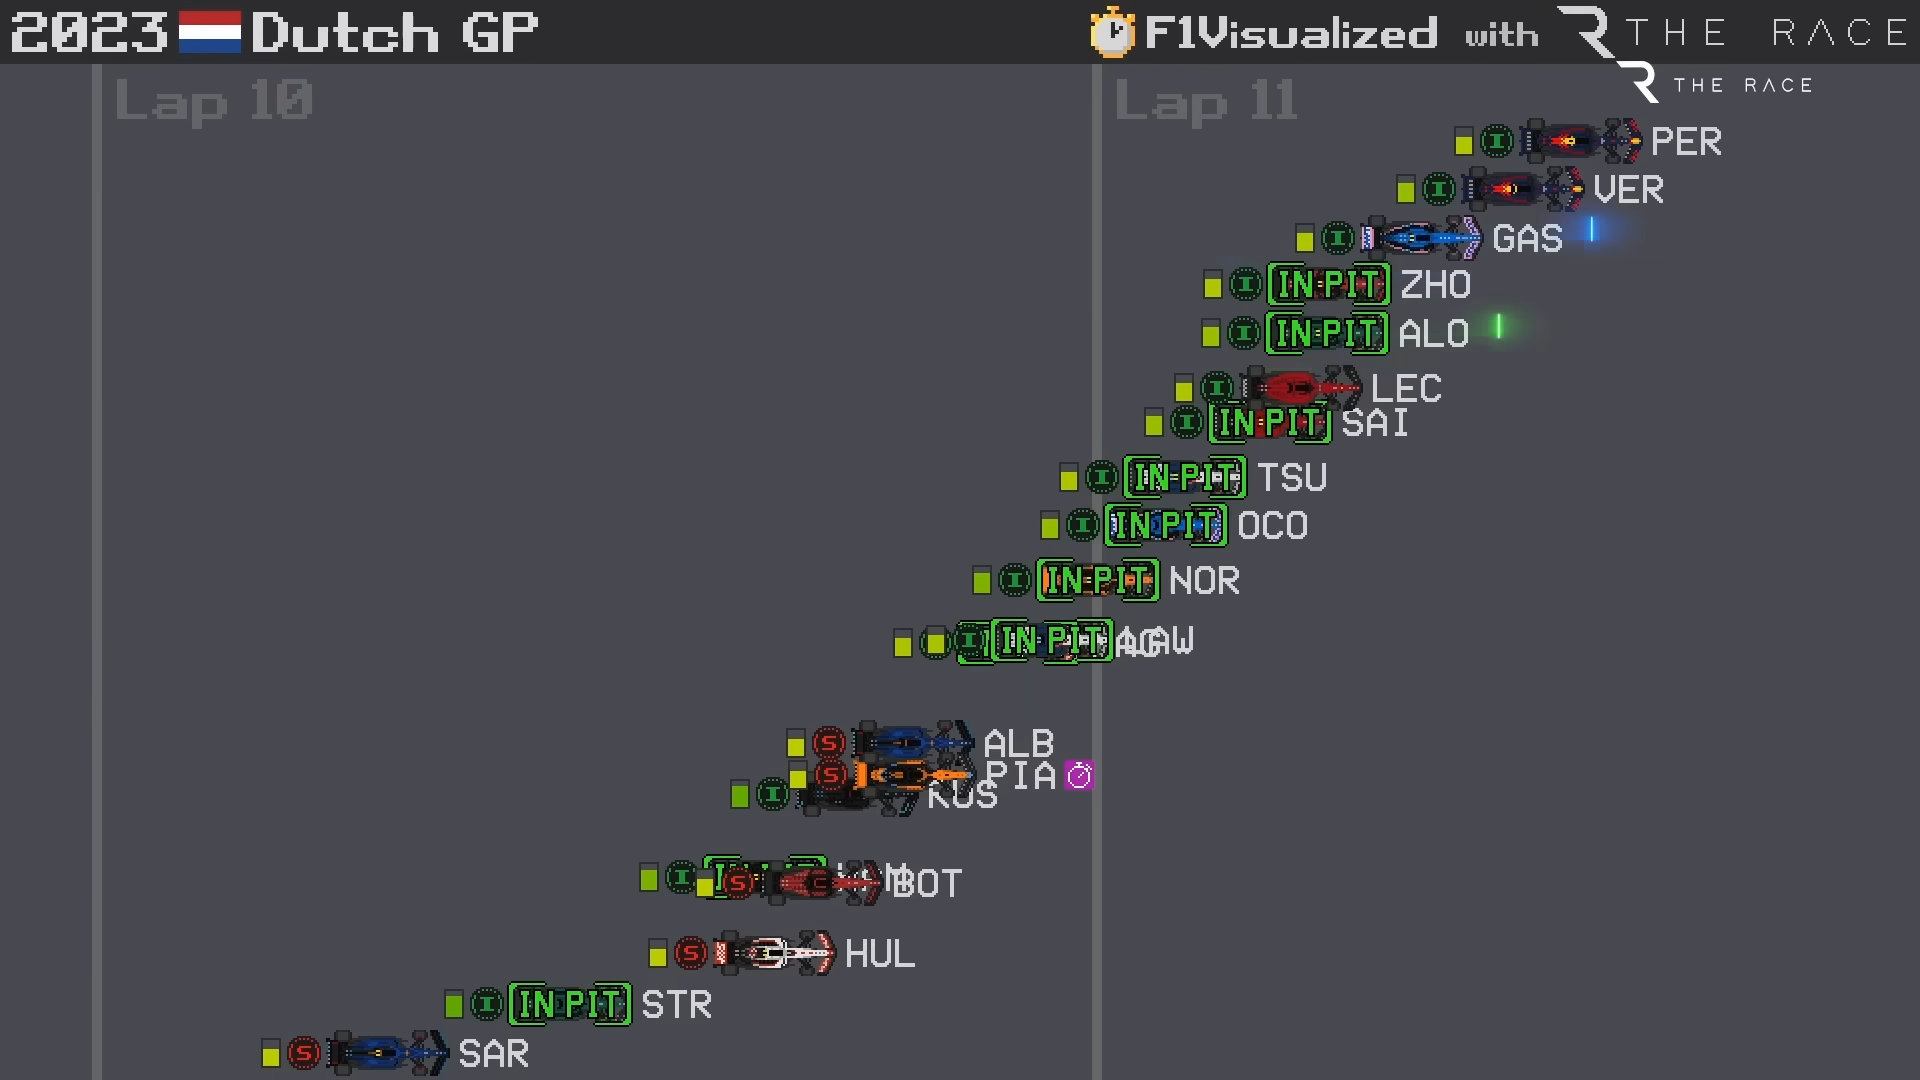 2023 Dutch GP
F1Visualized with THE RACE
THE RACE
Lap 10
Lap 11
I PER
I VER
I GAS
I IN PIT ZHO
I IN PIT ALO
I LEC
I IN PIT SAI
I IN PIT TSU
I IN PIT OCO
I IN PIT NOR
I IN PIT
S ALB
S PIA
I RUS
I S BOT
S HUL
I IN PIT STR
S SAR